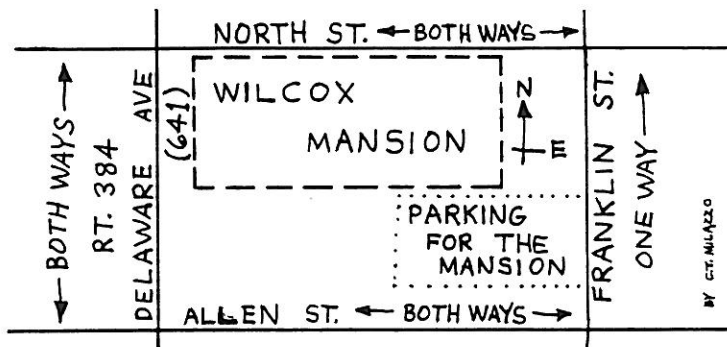 NORTH ST. BOTH WAYS
BOTH WAYS
RT. 384
DELAWARE AVE
(641)
WILCOX
MANSION
N
E
PARKING
FOR THE
MANSION
FRANKLIN ST.
ONE WAY
BY C.T. MILAZZO
ALLEN ST. BOTH WAYS